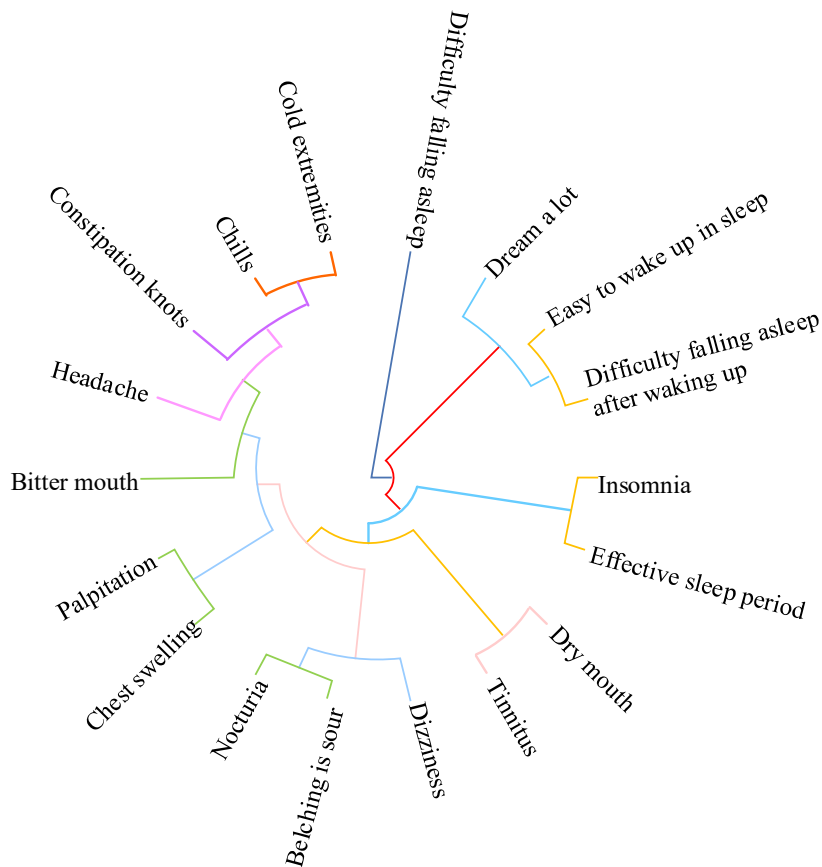 Difficulty falling asleep
Dream a lot
Easy to wake up in sleep
Difficulty falling asleep
after waking up
Insomnia
Effective sleep period
Dry mouth
Tinnitus
Dizziness
Belching is sour
Nocturia
Chest swelling
Palpitation
Bitter mouth
Headache
Constipation knots
Chills
Cold extremities